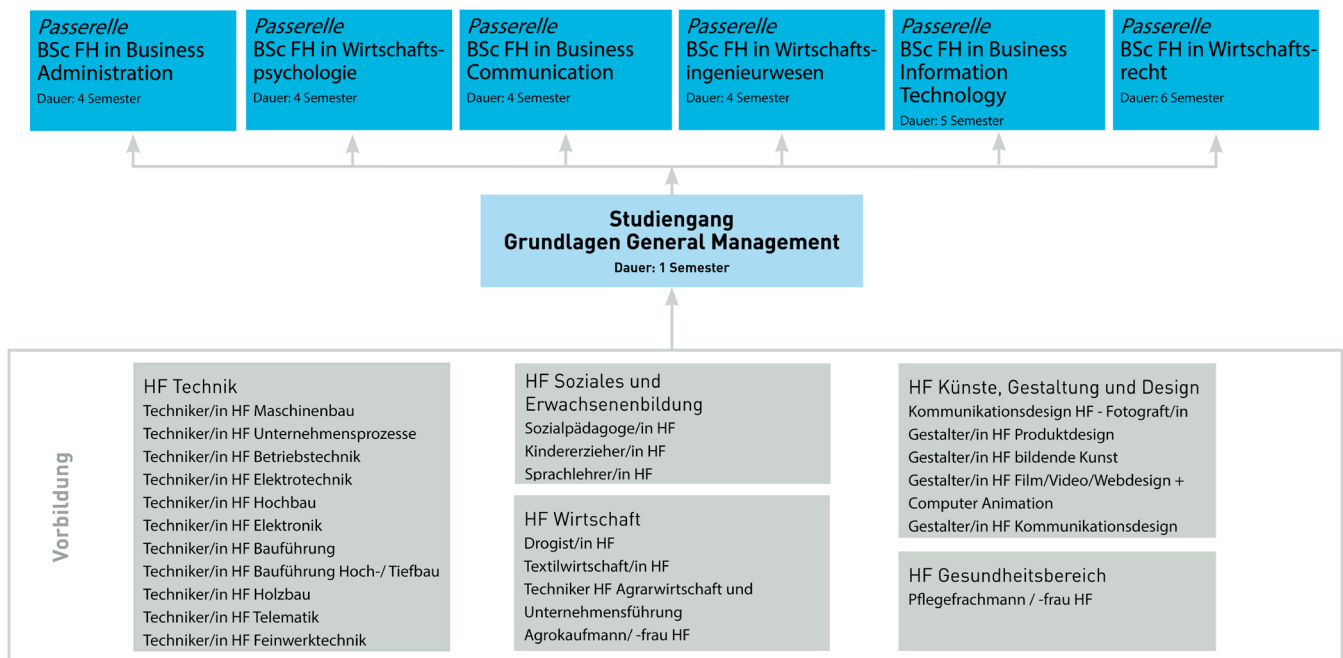 Passerelle
BSc FH in Business
Administration
Dauer: 4 Semester
Passerelle
BSc FH in Wirtschafts-
psychologie
Dauer: 4 Semester
Passerelle
BSc FH in Business
Communication
Dauer: 4 Semester
Passerelle
BSc FH in Wirtschafts-
ingenieurwesen
Dauer: 4 Semester
Passerelle
BSc FH in Business
Information
Technology
Dauer: 5 Semester
Passerelle
BSc FH in Wirtschafts-
recht
Dauer: 6 Semester
Studiengang
Grundlagen General Management
Dauer: 1 Semester
Vorbildung
HF Technik
Techniker/in HF Maschinenbau
Techniker/in HF Unternehmensprozesse
Techniker/in HF Betriebstechnik
Techniker/in HF Elektrotechnik
Techniker/in HF Hochbau
Techniker/in HF Elektronik
Techniker/in HF Bauführung
Techniker/in HF Bauführung Hoch-/ Tiefbau
Techniker/in HF Holzbau
Techniker/in HF Telematik
Techniker/in HF Feinwerktechnik
HF Soziales und
Erwachsenenbildung
Sozialpädagoge/in HF
Kindererzieher/in HF
Sprachlehrer/in HF
HF Wirtschaft
Drogist/in HF
Textilwirtschaft/in HF
Techniker HF Agrarwirtschaft und
Unternehmensführung
Agrokaufmann/ -frau HF
HF Künste, Gestaltung und Design
Kommunikationsdesign HF - Fotograft/in
Gestalter/in HF Produktdesign
Gestalter/in HF bildende Kunst
Gestalter/in HF Film/Video/Webdesign +
Computer Animation
Gestalter/in HF Kommunikationsdesign
HF Gesundheitsbereich
Pflegefrachmann / -frau HF